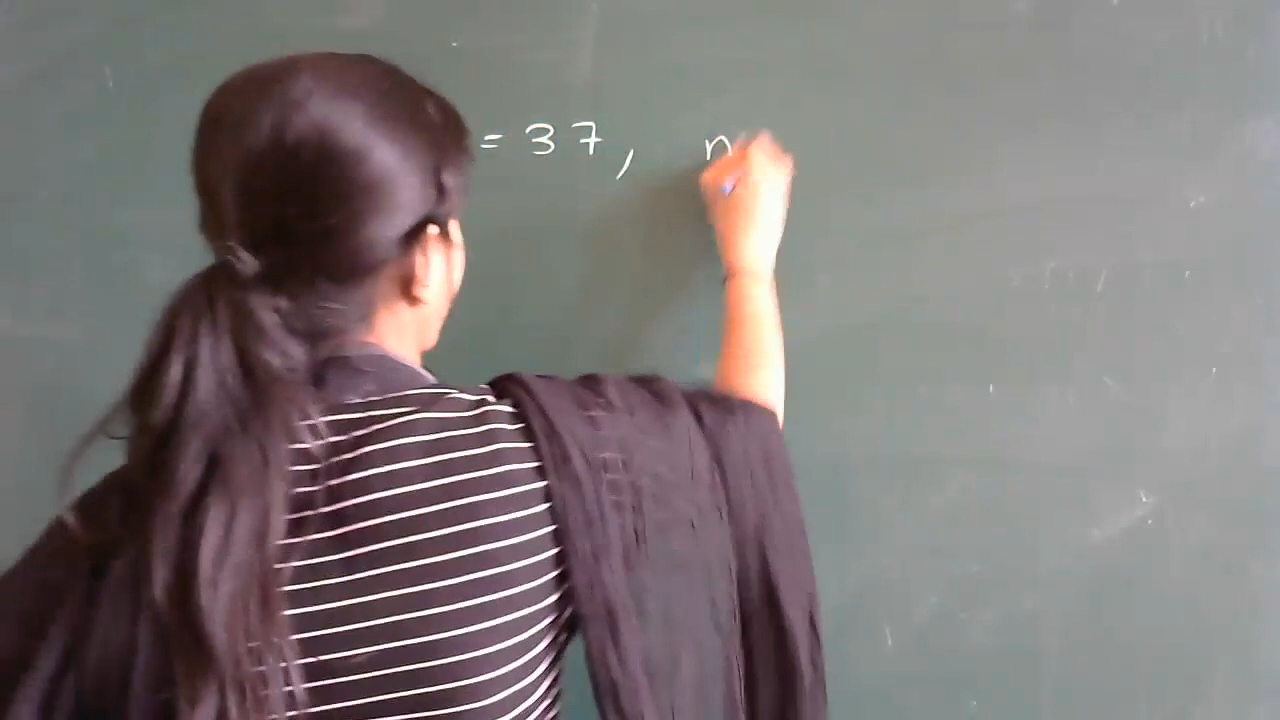 = 37, n